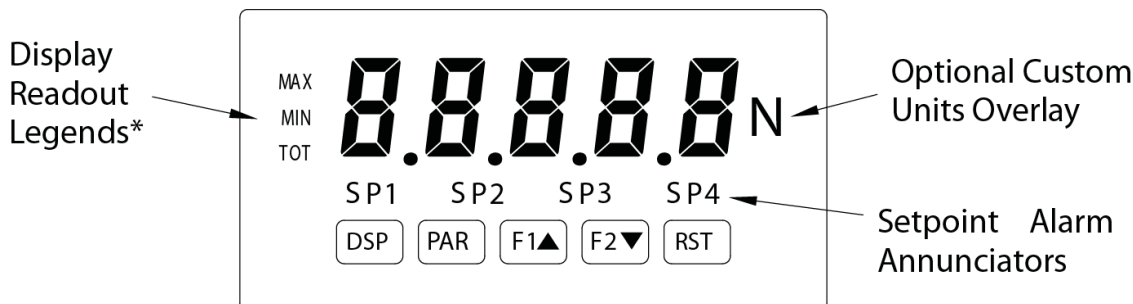 Display
Readout
Legends*
MAX
MIN
TOT
8.8.8.8.8
N
Optional Custom
Units Overlay
SP1 SP2 SP3 SP4
Setpoint Alarm
Annunciators
DSP PAR F1▲ F2▼ RST